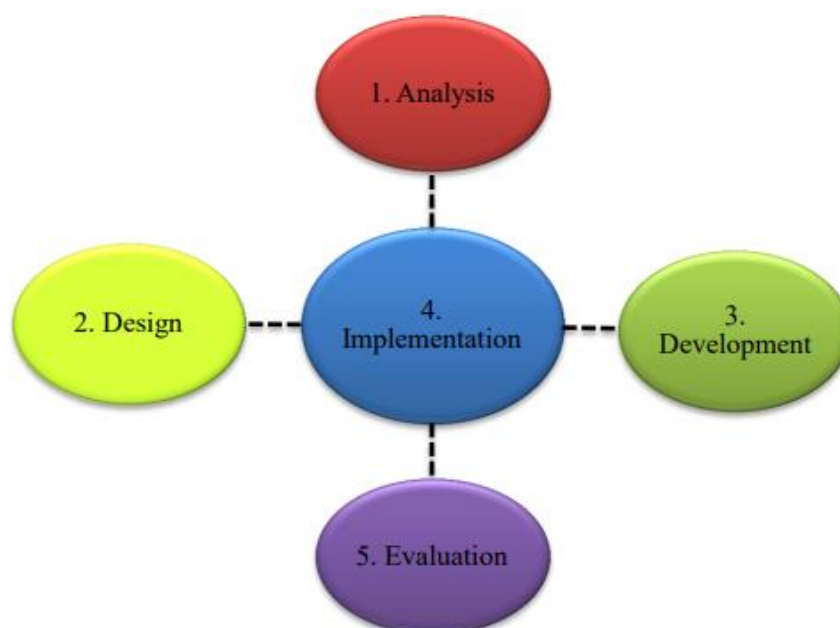 1. Analysis
2. Design
4.
Implementation
3.
Development
5. Evaluation